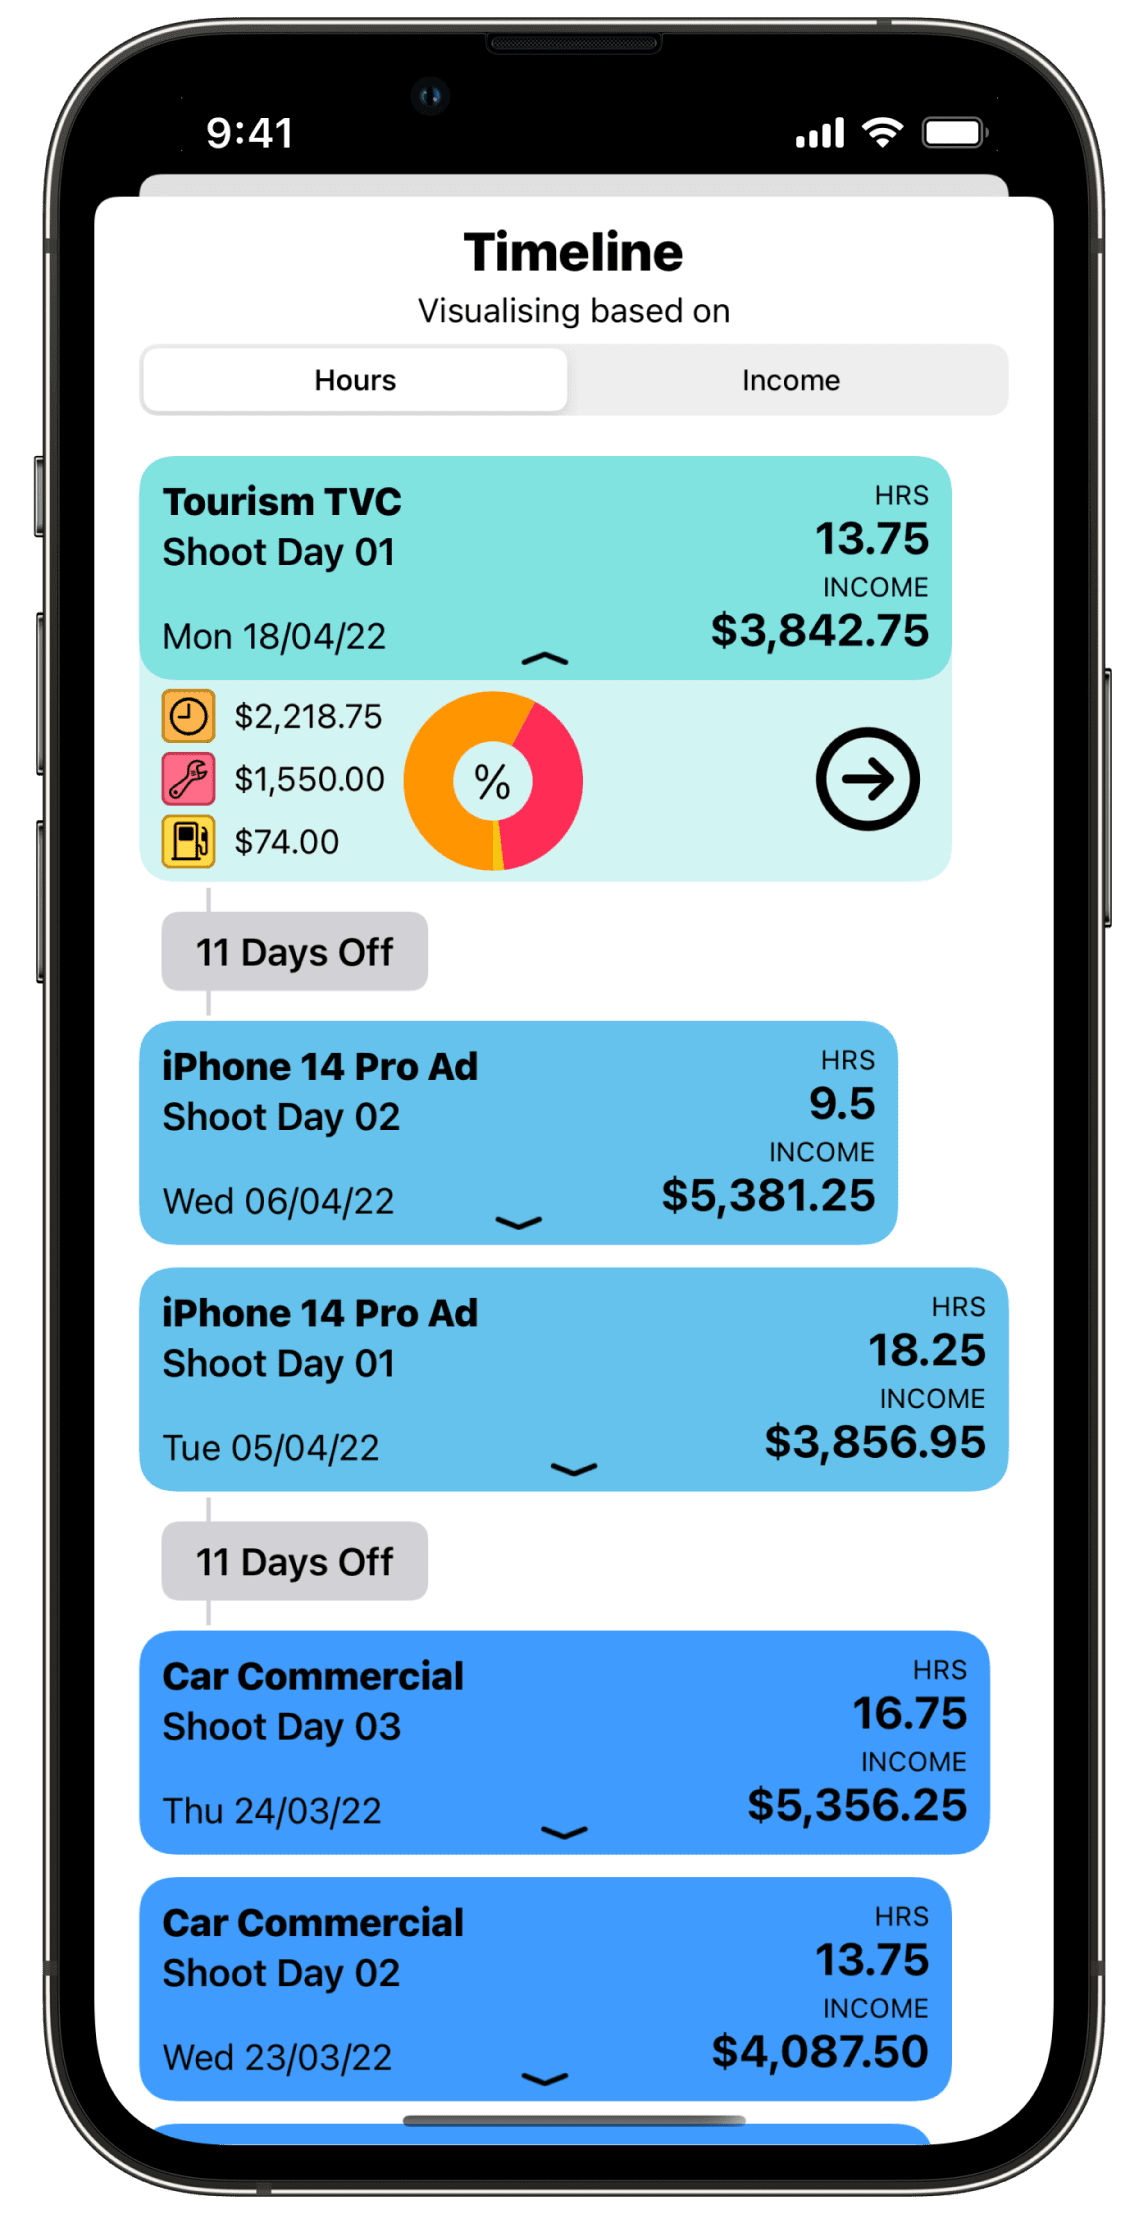 9:41
Timeline
Visualising based on
Hours
Income
Tourism TVC
Shoot Day 01
Mon 18/04/22
HRS
13.75
INCOME
$3,842.75
$2,218.75
$1,550.00
$74.00
%
11 Days Off
iPhone 14 Pro Ad
Shoot Day 02
Wed 06/04/22
HRS
9.5
INCOME
$5,381.25
iPhone 14 Pro Ad
Shoot Day 01
Tue 05/04/22
HRS
18.25
INCOME
$3,856.95
11 Days Off
Car Commercial
Shoot Day 03
Thu 24/03/22
HRS
16.75
INCOME
$5,356.25
Car Commercial
Shoot Day 02
Wed 23/03/22
HRS
13.75
INCOME
$4,087.50